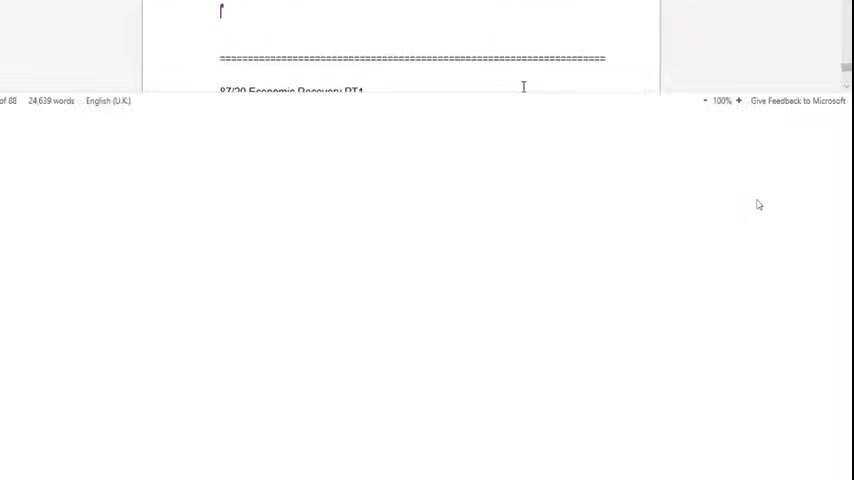 ================================================================
87/20 Economic Recovery PT1
of 88 24,639 words English (U.K.) - 100% + Give Feedback to Microsoft